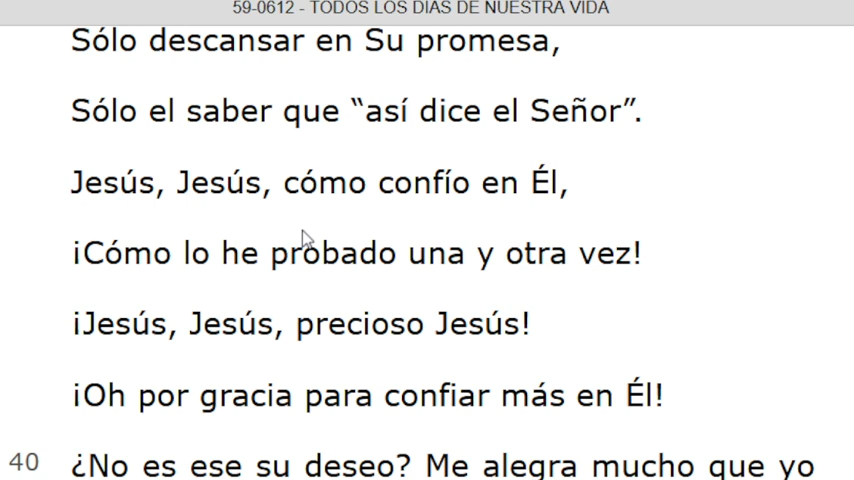 59-0612 - TODOS LOS DIAS DE NUESTRA VIDA
Sólo descansar en Su promesa,
Sólo el saber que “así dice el Señor”.
Jesús, Jesús, cómo confío en Él,
¡Cómo lo he probado una y otra vez!
¡Jesús, Jesús, precioso Jesús!
¡Oh por gracia para confiar más en Él!
40 ¿No es ese su deseo? Me alegra mucho que yo